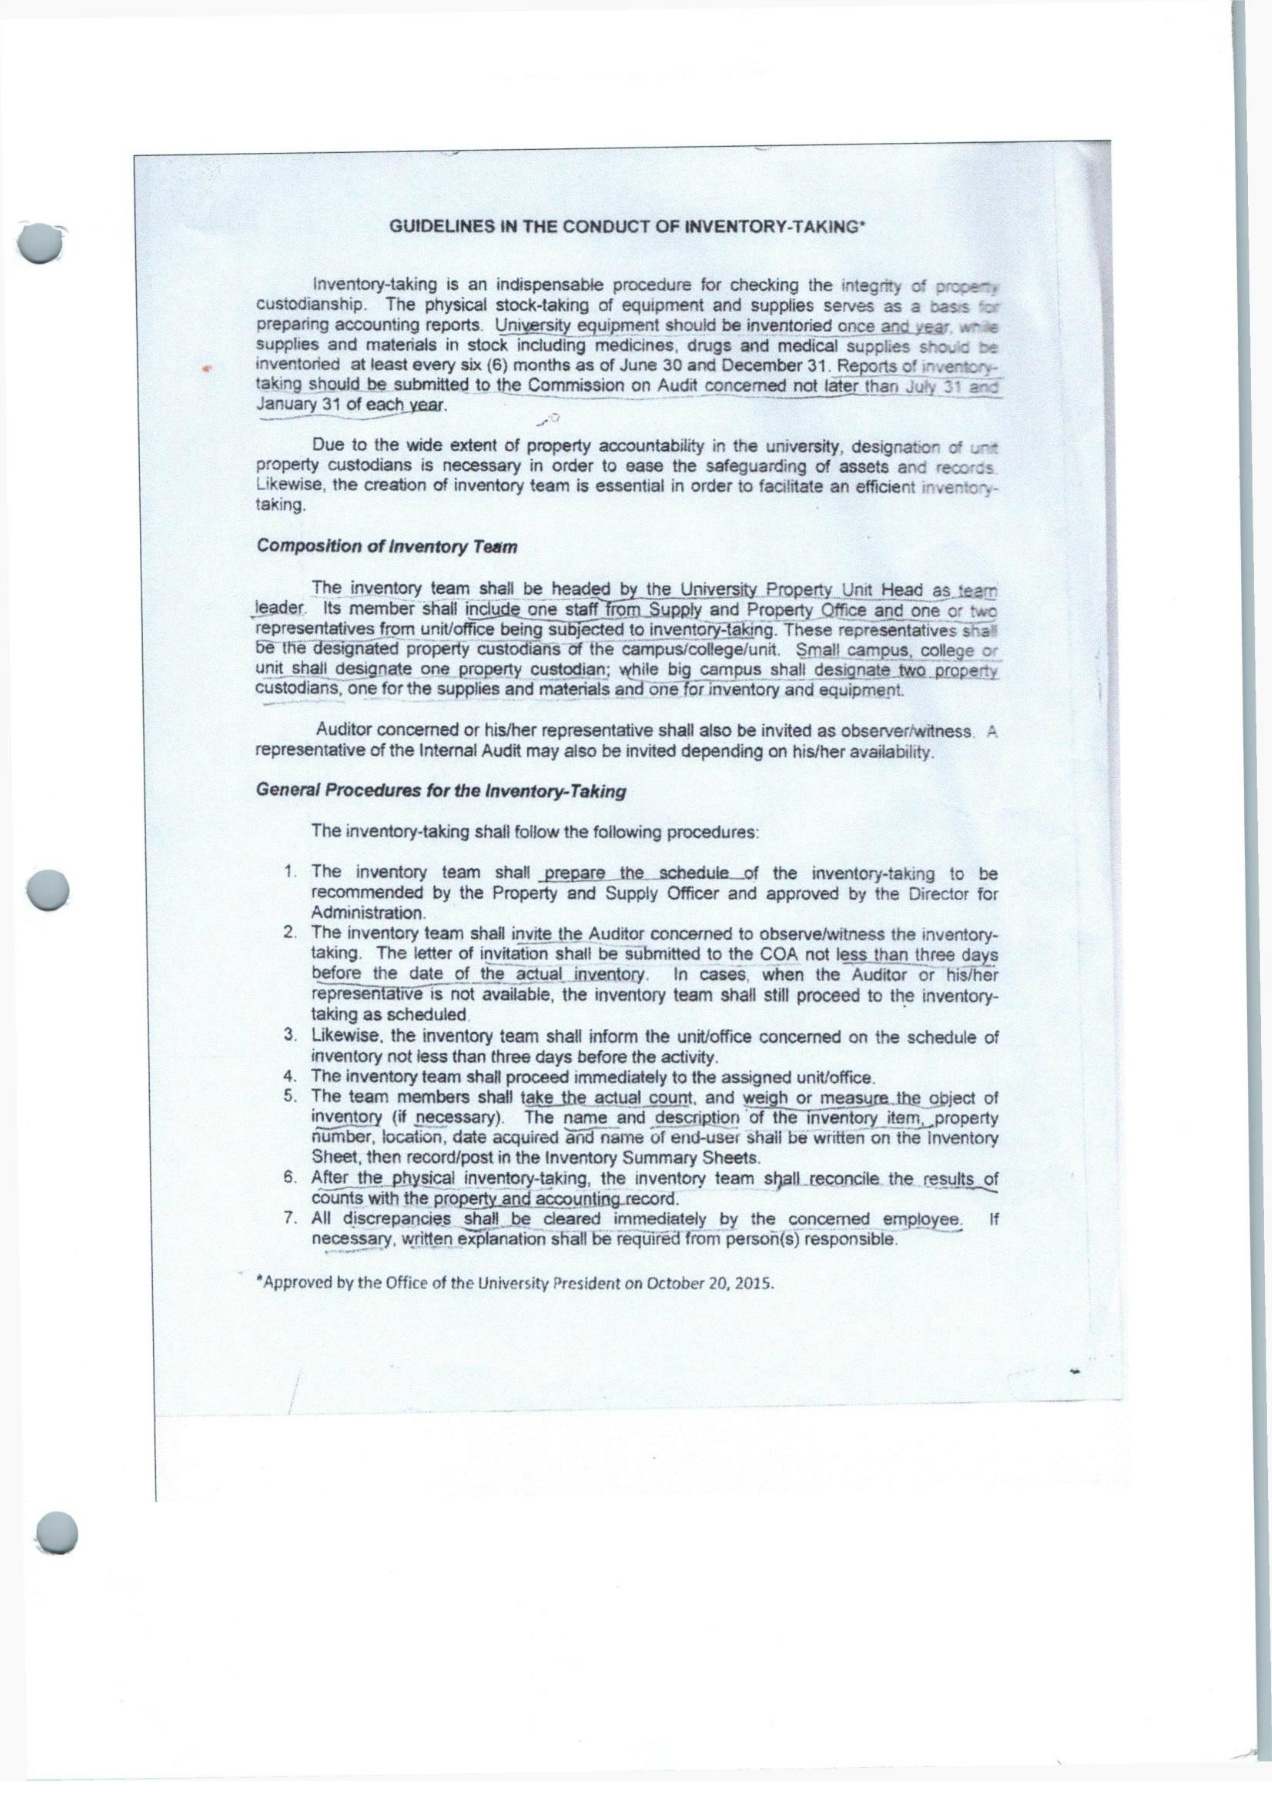 GUIDELINES IN THE CONDUCT OF INVENTORY-TAKING*
Inventory-taking is an indispensable procedure for checking the integrity of property
custodianship. The physical stock-taking of equipment and supplies serves as a basis for
preparing accounting reports. University equipment should be inventoried once and year, while
supplies and materials in stock including medicines, drugs and medical supplies should be
inventoried at least every six (6) months as of June 30 and December 31. Reports of inventory-
taking should be submitted to the Commission on Audit concerned not later than July 31 and
January 31 of each year.
Due to the wide extent of property accountability in the university, designation of unit
property custodians is necessary in order to ease the safeguarding of assets and records.
Likewise, the creation of inventory team is essential in order to facilitate an efficient inventory-
taking.
Composition of Inventory Team
The inventory team shall be headed by the University Property Unit Head as team
leader. Its member shall include one staff from Supply and Property Office and one or two
representatives from unit/office being subjected to inventory-taking. These representatives shall
be the designated property custodians of the campus/college/unit. Small campus, college or
unit shall designate one property custodian; while big campus shall designate two property
custodians, one for the supplies and materials and one for inventory and equipment.
Auditor concerned or his/her representative shall also be invited as observer/witness. A
representative of the Internal Audit may also be invited depending on his/her availability.
General Procedures for the Inventory-Taking
The inventory-taking shall follow the following procedures:
1. The inventory team shall prepare the schedule of the inventory-taking to be
recommended by the Property and Supply Officer and approved by the Director for
Administration.
2. The inventory team shall invite the Auditor concerned to observe/witness the inventory-
taking. The letter of invitation shall be submitted to the COA not less than three days
before the date of the actual inventory. In cases, when the Auditor or his/her
representative is not available, the inventory team shall still proceed to the inventory-
taking as scheduled.
3. Likewise, the inventory team shall inform the unit/office concerned on the schedule of
inventory not less than three days before the activity.
4. The inventory team shall proceed immediately to the assigned unit/office.
5. The team members shall take the actual count, and weigh or measure the object of
inventory (if necessary). The name and description of the inventory item, property
number, location, date acquired and name of end-user shall be written on the Inventory
Sheet, then record/post in the Inventory Summary Sheets.
6. After the physical inventory-taking, the inventory team shall reconcile the results of
counts with the property and accounting record.
7. All discrepancies shall be cleared immediately by the concerned employee. If
necessary, written explanation shall be required from person(s) responsible.
*Approved by the Office of the University President on October 20, 2015.